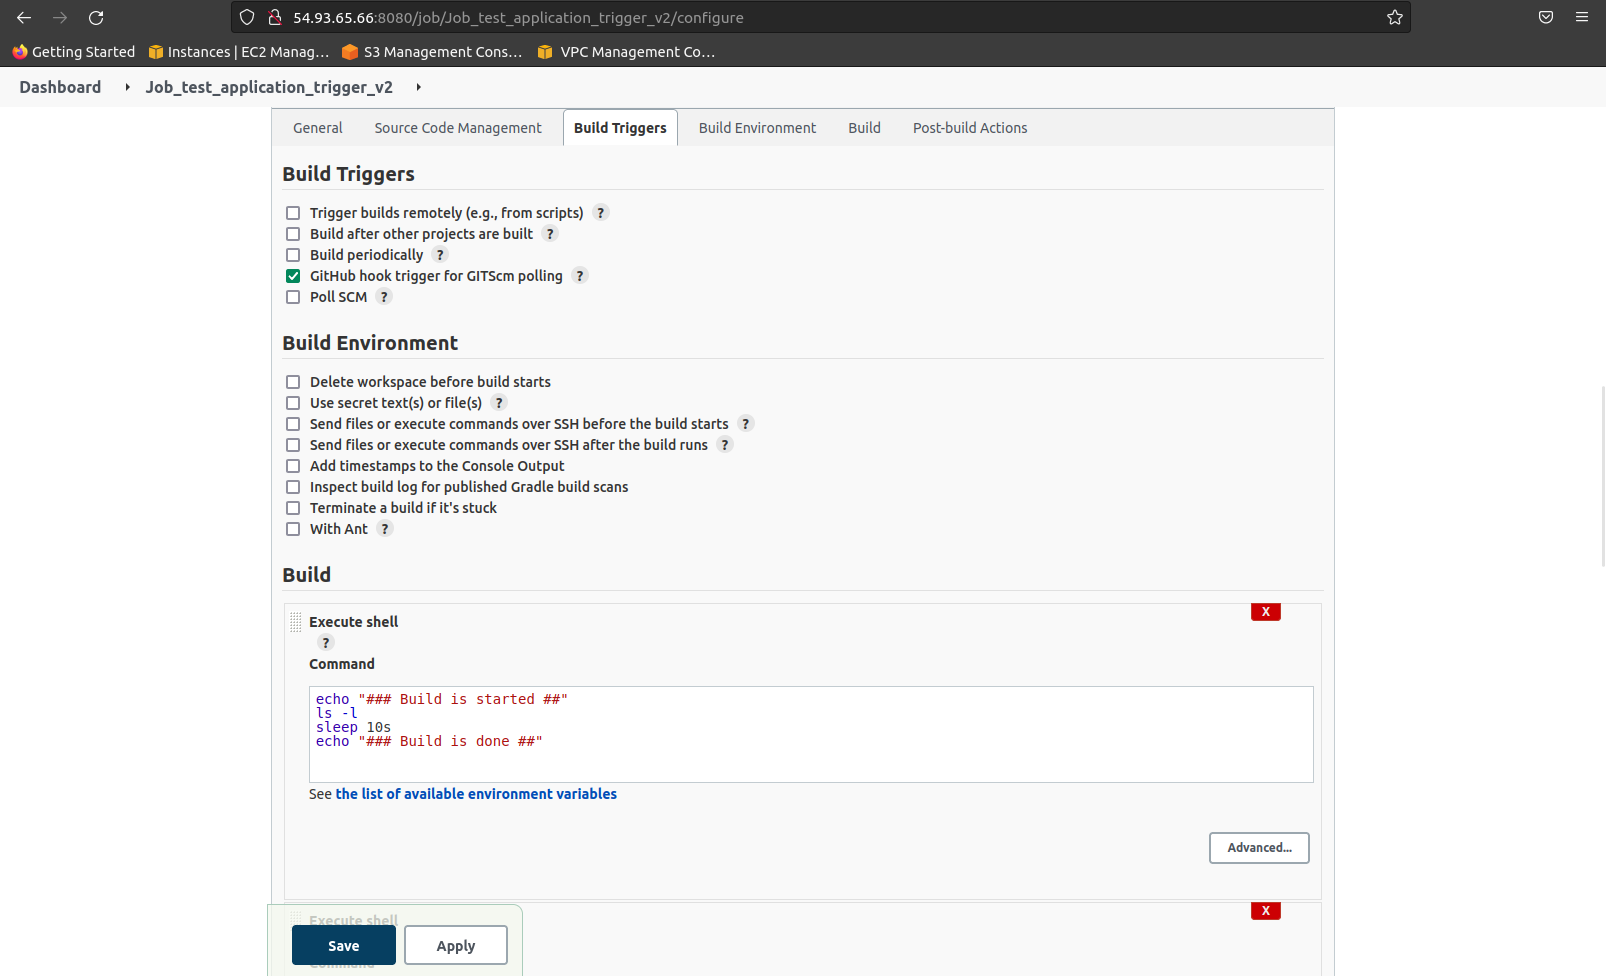 54.93.65.66:8080/job/Job_test_application_trigger_v2/configure
Getting Started Instances | EC2 Manag... S3 Management Cons... VPC Management Co...
Dashboard Job_test_application_trigger_v2
General Source Code Management Build Triggers Build Environment Build Post-build Actions
Build Triggers
Trigger builds remotely (e.g., from scripts) ?
Build after other projects are built ?
Build periodically ?
GitHub hook trigger for GITScm polling ?
Poll SCM ?
Build Environment
Delete workspace before build starts
Use secret text(s) or file(s) ?
Send files or execute commands over SSH before the build starts ?
Send files or execute commands over SSH after the build runs ?
Add timestamps to the Console Output
Inspect build log for published Gradle build scans
Terminate a build if it's stuck
With Ant ?
Build
X
Execute shell
?
Command
echo "### Build is started ##"
ls -l
sleep 10s
echo "### Build is done ##"
See the list of available environment variables
Advanced...
X
Execute shell
Save Apply
Command